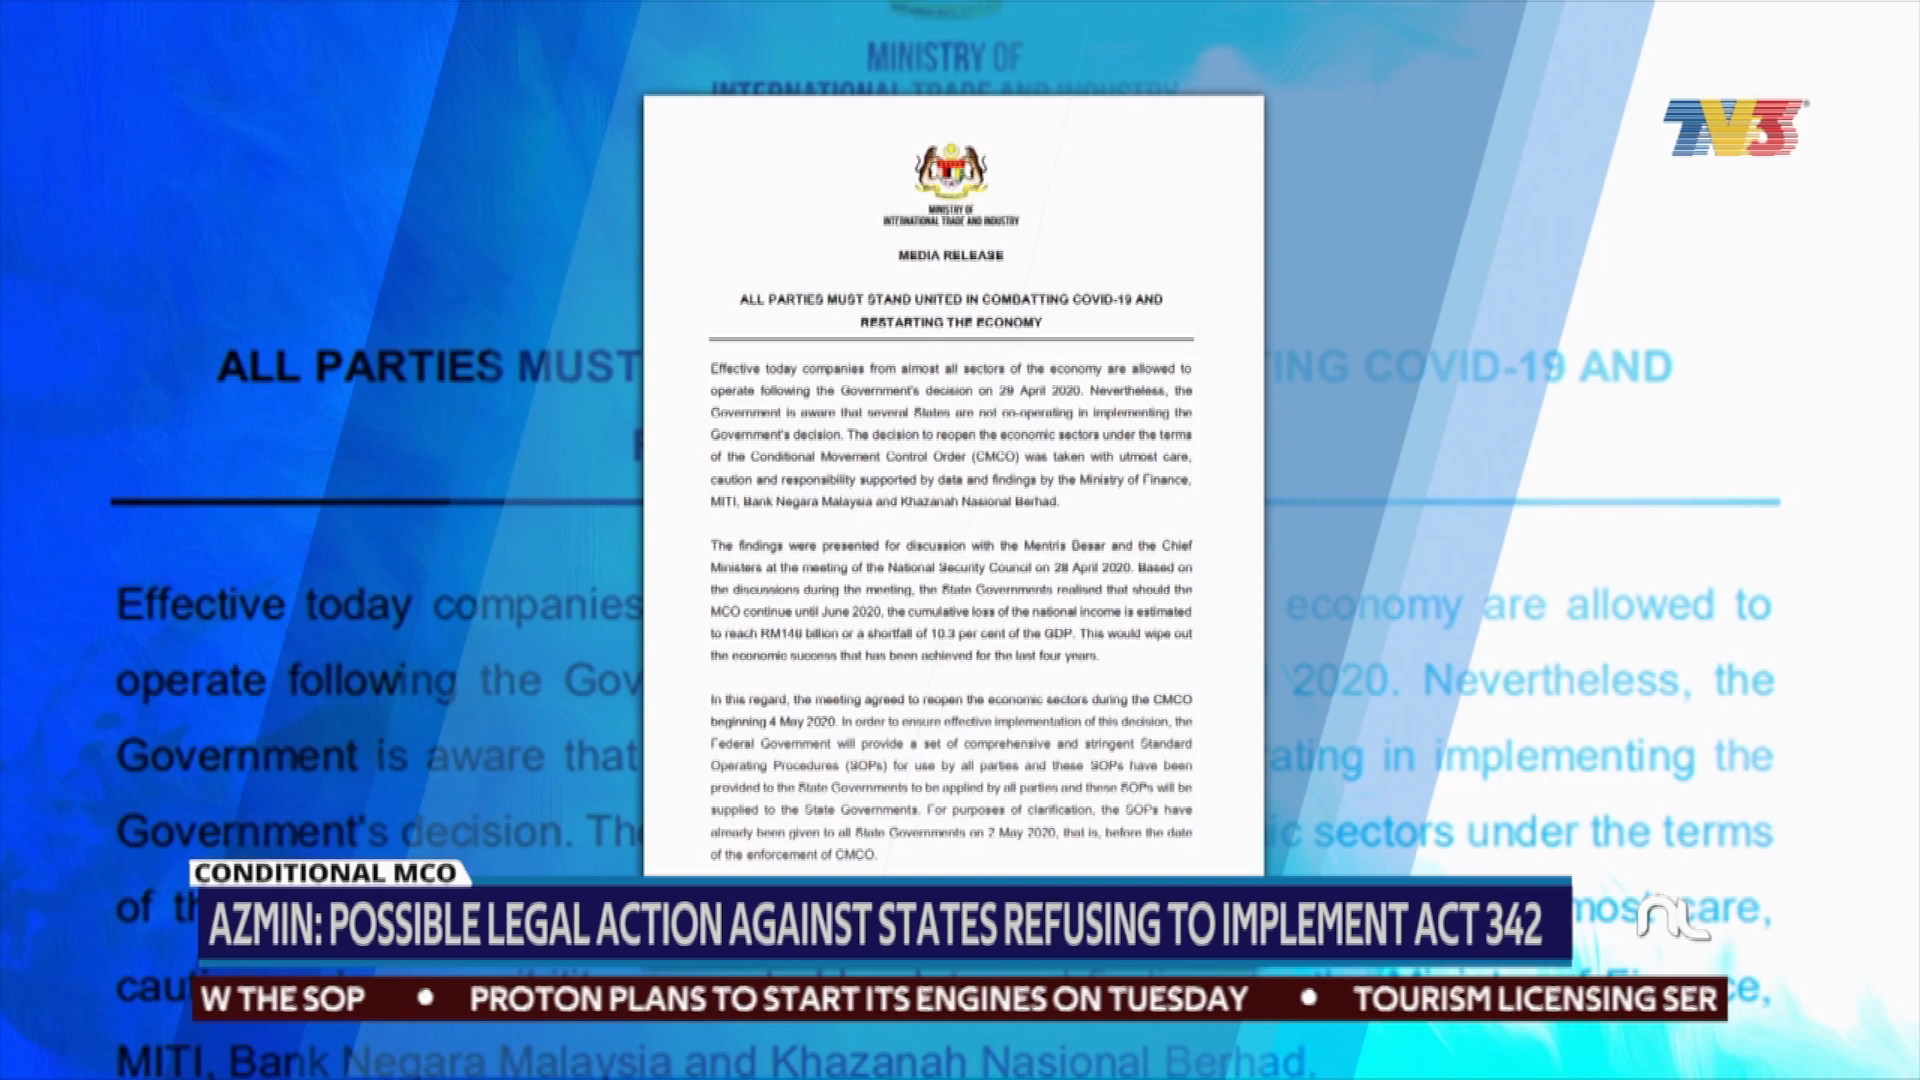 MINISTRY OF
INTERNATIONAL TRADE AND INDUSTRY
TV3
MINISTRY OF
INTERNATIONAL TRADE AND INDUSTRY
MEDIA RELEASE
ALL PARTIES MUST STAND UNITED IN COMBATTING COVID-19 AND
RESTARTING THE ECONOMY
Effective today companies from almost all sectors of the economy are allowed to
operate following the Government's decision on 29 April 2020. Nevertheless, the
Government is aware that several States are not co-operating in implementing the
Government's decision. The decision to reopen the economic sectors under the terms
of the Conditional Movement Control Order (CMCO) was taken with utmost care,
caution and responsibility supported by data and findings by the Ministry of Finance,
MITI, Bank Negara Malaysia and Khazanah Nasional Berhad.
The findings were presented for discussion with the Mentris Besar and the Chief
Ministers at the meeting of the National Security Council on 28 April 2020. Based on
the discussions during the meeting, the State Governments realised that should the
MCO continue until June 2020, the cumulative loss of the national income is estimated
to reach billion or a shortfall of 10.3 per cent of the GDP. This would wipe out
the economic success that has been achieved for the last four years.
In this regard, the meeting agreed to reopen the economic sectors during the CMCO
beginning 4 May 2020. In order to ensure effective implementation of this decision, the
Federal Government will provide a set of comprehensive and stringent Standard
Operating Procedures (SOPs) for use by all parties and these SOPs have been
provided to the State Governments to be applied by all parties and these SOPs will be
supplied to the State Governments. For purposes of clarification, the SOPs have
already been given to all State Governments on 2 May 2020, that is, before the date
of the enforcement of CMCO.
ALL PARTIES MUST TING COVID-19 AND
Effective today companies economy are allowed to
operate following the Gov 2020. Nevertheless, the
Government is aware that ating in implementing the
Government's decision. The ic sectors under the terms
of th most care,
cau ce,
MITI, Bank Negara Malaysia and Khazanah Nasional Berhad.
CONDITIONAL MCO
AZMIN: POSSIBLE LEGAL ACTION AGAINST STATES REFUSING TO IMPLEMENT ACT 342
W THE SOP • PROTON PLANS TO START ITS ENGINES ON TUESDAY • TOURISM LICENSING SER